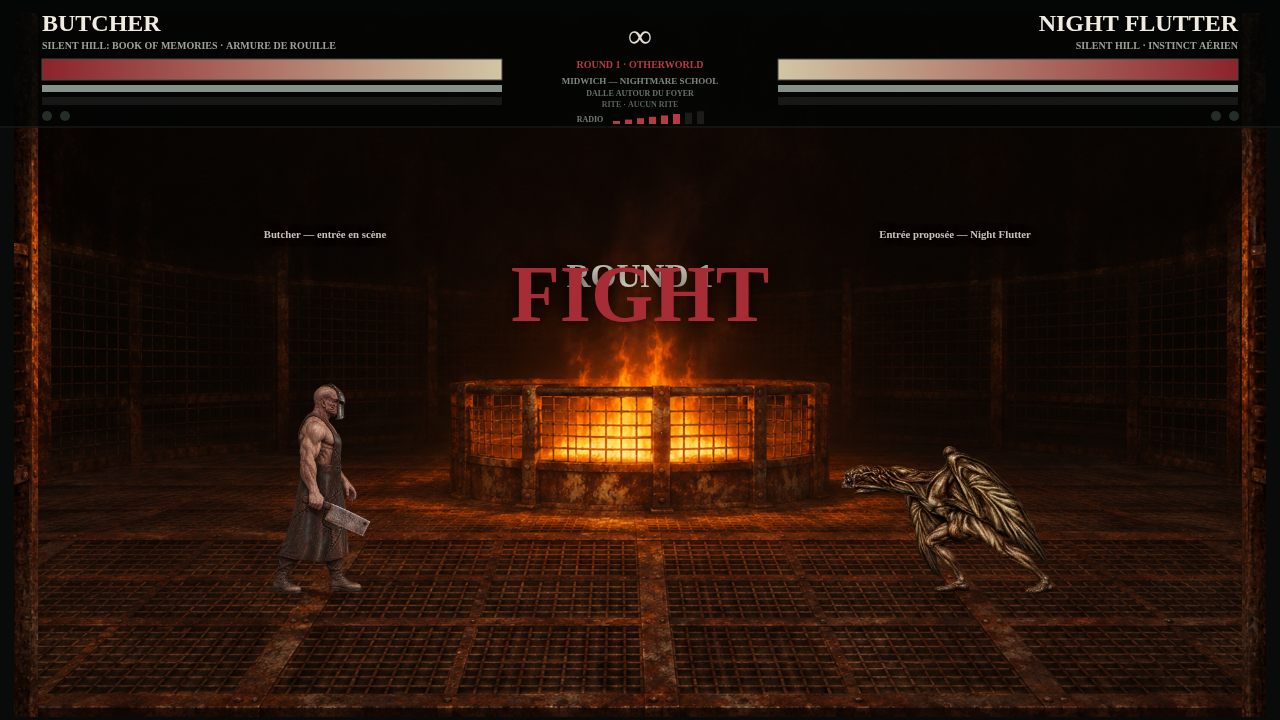 BUTCHER
SILENT HILL: BOOK OF MEMORIES · ARMURE DE ROUILLE
∞
ROUND 1 · OTHERWORLD
MIDWICH — NIGHTMARE SCHOOL
DALLE AUTOUR DU FOYER
RITE · AUCUN RITE
RADIO
NIGHT FLUTTER
SILENT HILL · INSTINCT AÉRIEN
Butcher — entrée en scène
Entrée proposée — Night Flutter
ROUND 1
FIGHT